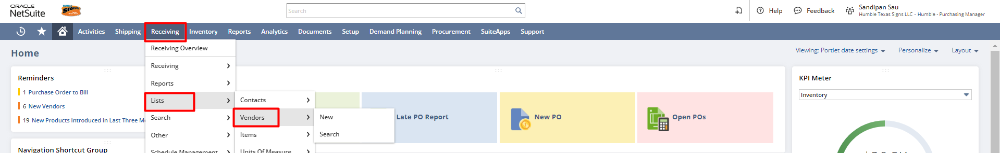 ORACLE
NetSuite
SIGNS
Search
Help
Feedback
Sandipan Sau
Humble Texas Signs LLC - Humble - Purchasing Manager
Activities
Shipping
Receiving
Inventory
Reports
Analytics
Documents
Setup
Demand Planning
Procurement
SuiteApps
Support
Home
Viewing: Portlet date settings
Personalize
Layout
Receiving Overview
Receiving
Reports
Lists
Search
Other
Schedule Management
Contacts
Vendors
Items
Units Of Measure
New
Search
Reminders
1 Purchase Order to Bill
6 New Vendors
19 New Products Introduced in Last Three Mo
Navigation Shortcut Group
Late PO Report
New PO
Open POs
KPI Meter
Inventory